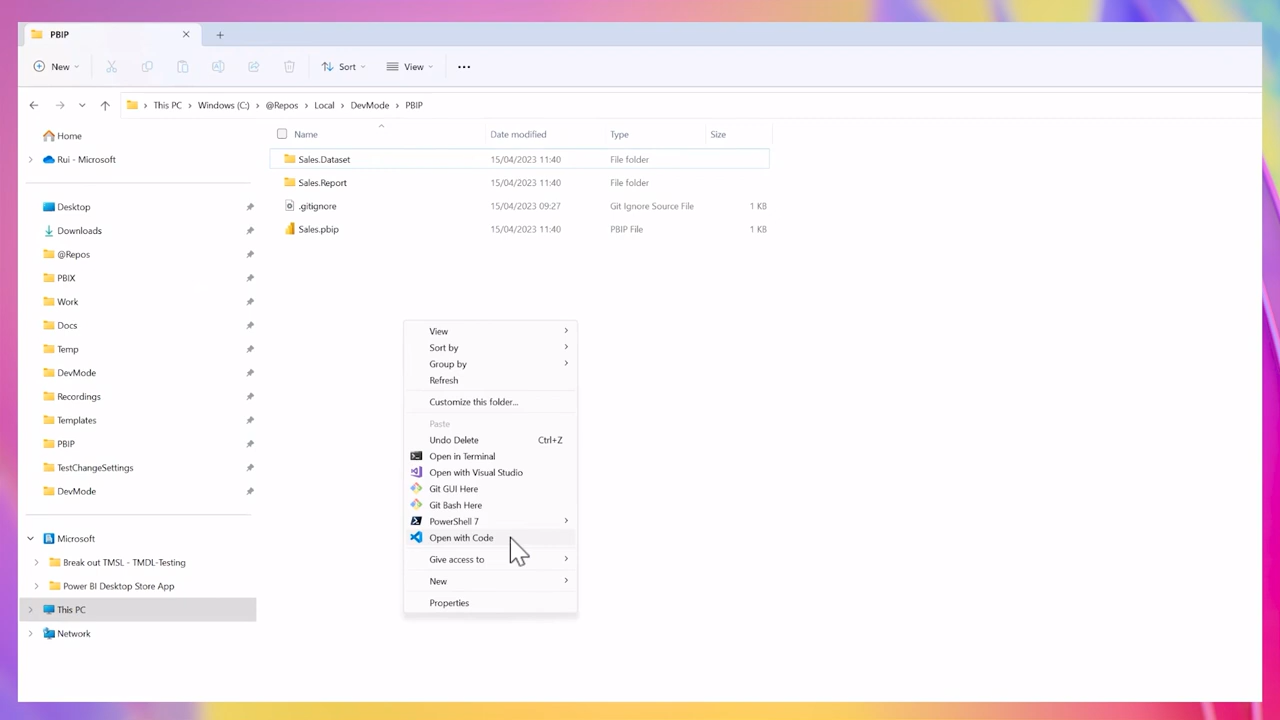 PBIP
New
Sort
View
This PC
Windows (C:)
@Repos
Local
DevMode
PBIP
Home
Rui - Microsoft
Desktop
Downloads
@Repos
PBIX
Work
Docs
Temp
DevMode
Recordings
Templates
PBIP
TestChangeSettings
DevMode
Microsoft
Break out TMSL - TMDL-Testing
Power BI Desktop Store App
This PC
Network
Name Date modified Type Size
Sales.Dataset 15/04/2023 11:40 File folder
Sales.Report 15/04/2023 11:40 File folder
.gitignore 15/04/2023 09:27 Git Ignore Source File 1 KB
Sales.pbip 15/04/2023 11:40 PBIP File 1 KB
View
Sort by
Group by
Refresh
Customize this folder...
Paste
Undo Delete Ctrl+Z
Open in Terminal
Open with Visual Studio
Git GUI Here
Git Bash Here
PowerShell 7
Open with Code
Give access to
New
Properties